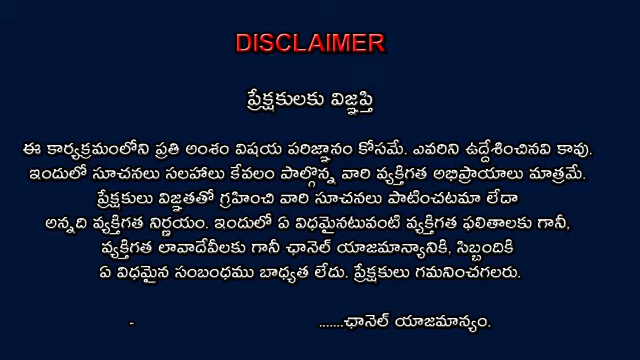 DISCLAIMER
ప్రేక్షకులకు విజ్ఞప్తి
ఈ కార్యక్రమంలోని ప్రతి అంశం విషయ పరిజ్ఞానం కోసమే. ఎవరిని ఉద్దేశించినవి కావు.
ఇందులో సూచనలు సలహాలు కేవలం పాల్గొన్న వారి వ్యక్తిగత అభిప్రాయాలు మాత్రమే.
ప్రేక్షకులు విజ్ఞతతో గ్రహించి వారి సూచనలు పాటించటమా లేదా
అన్నది వ్యక్తిగత నిర్ణయం. ఇందులో ఏ విధమైనటువంటి వ్యక్తిగత ఫలితాలకు గానీ,
వ్యక్తిగత లావాదేవీలకు గానీ ఛానెల్ యాజమాన్యానికి, సిబ్బందికి
ఏ విధమైన సంబంధము బాధ్యత లేదు. ప్రేక్షకులు గమనించగలరు.
- .......ఛానెల్ యాజమాన్యం.